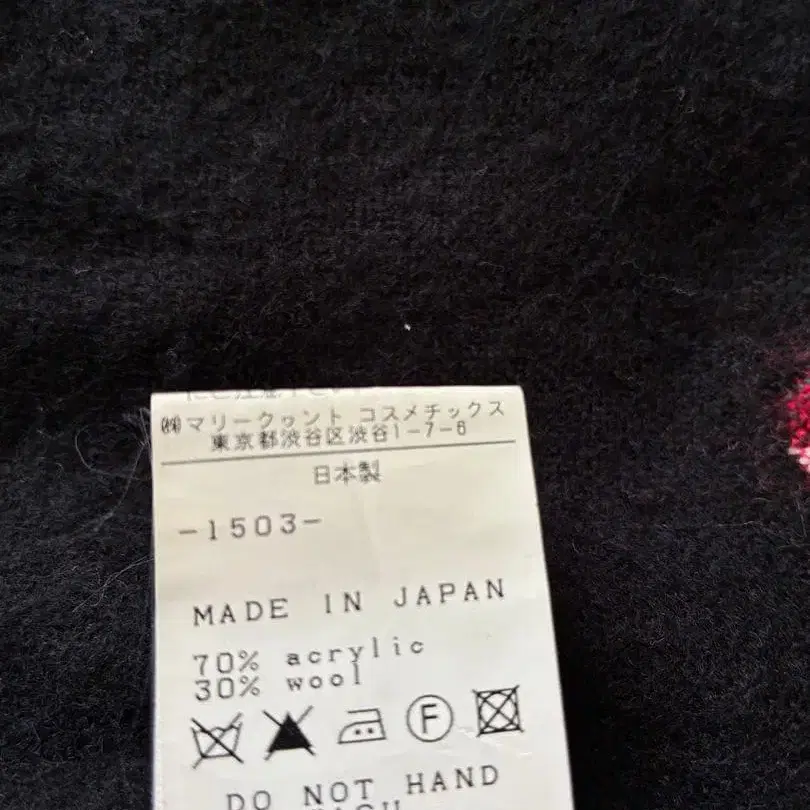 ㈱マリークヮント コスメチックス
東京都渋谷区渋谷1-7-6
日本製
-1503-
MADE IN JAPAN
70% acrylic
30% wool
F
DO NOT HAND